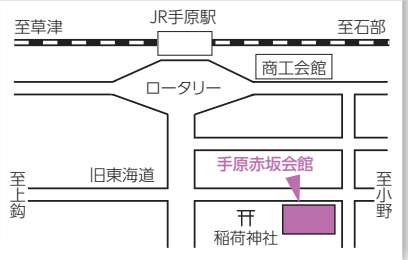 JR手原駅
至草津
至石部
商工会館
ロータリー
手原赤坂会館
旧東海道
至上鈎
至小野
稲荷神社